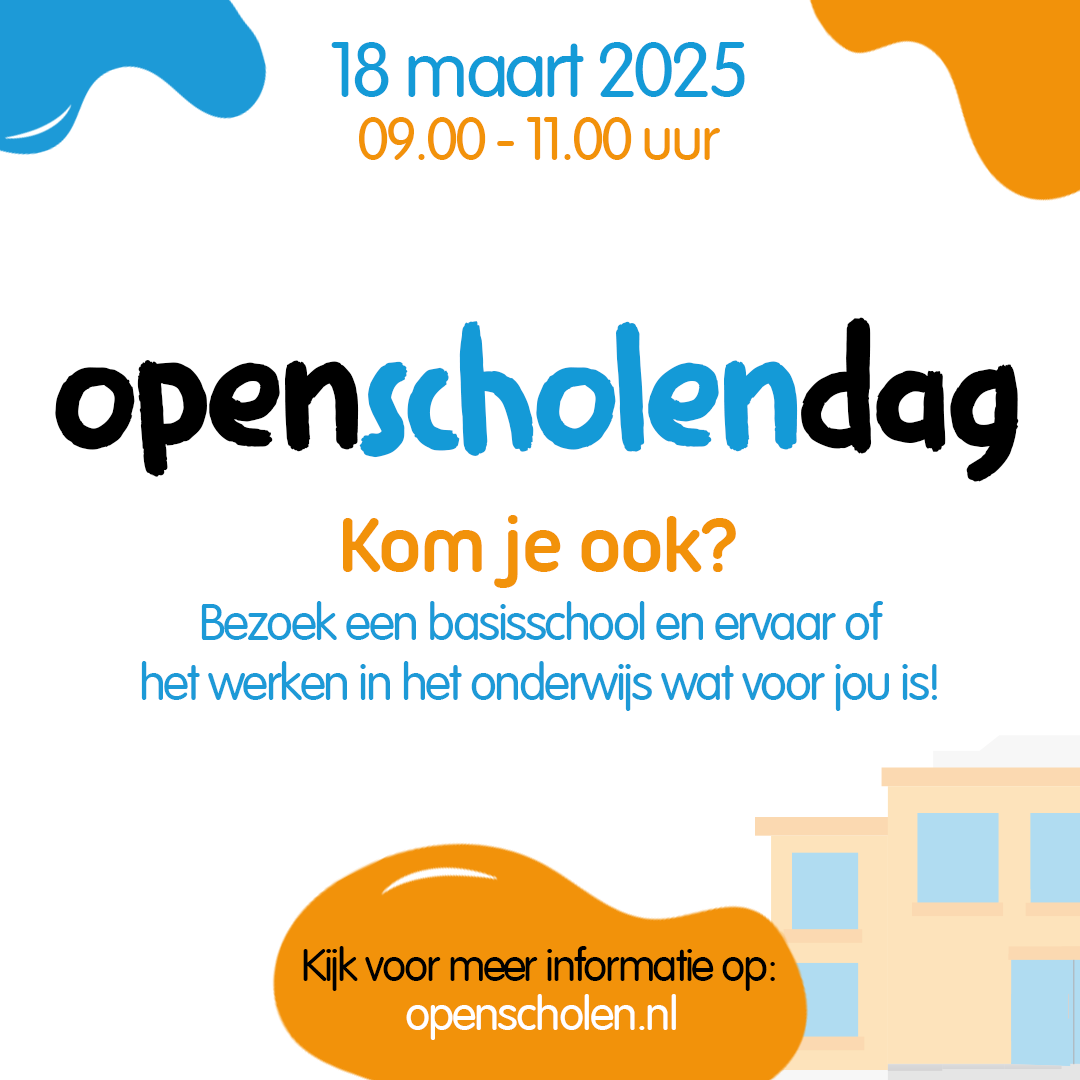 18 maart 2025
09.00 - 11.00 uur
openscholendag
Kom je ook?
Bezoek een basisschool en ervaar of
het werken in het onderwijs wat voor jou is!
Kijk voor meer informatie op:
openscholen.nl